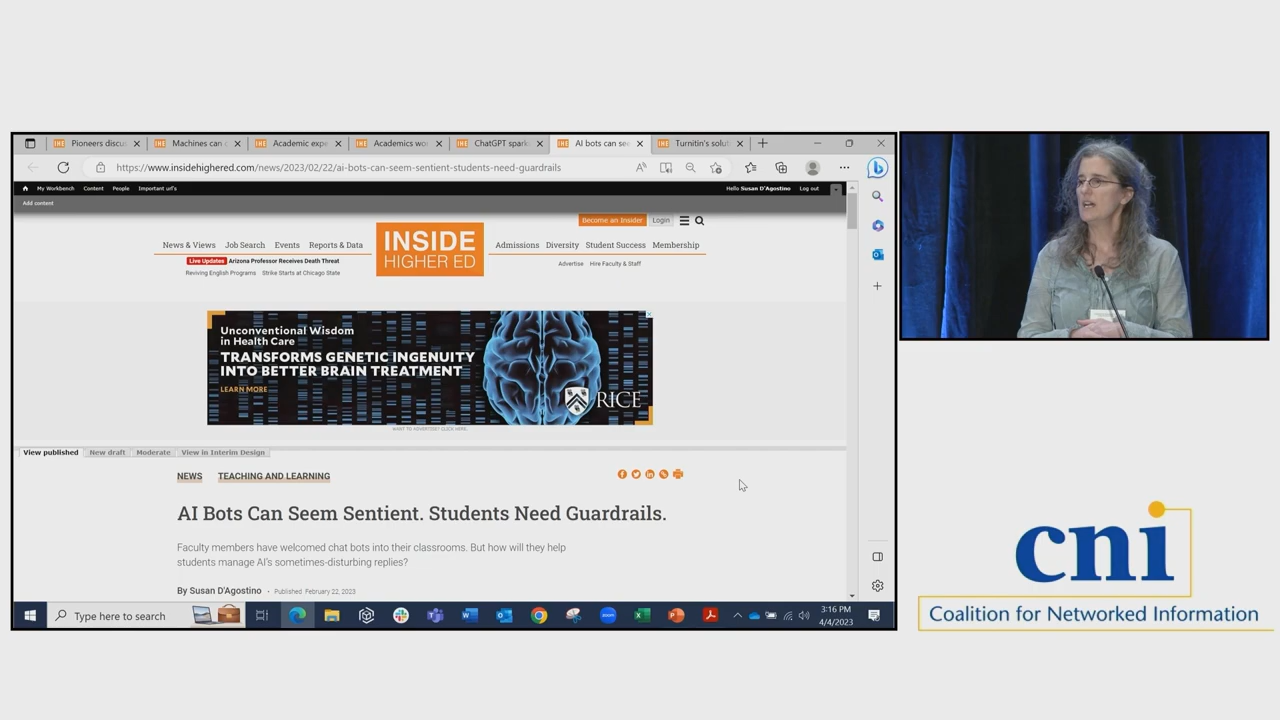 Pioneers discu
Machines can
Academic expe
Academics wo
ChatGPT spark
AI bots can see
Turnitin's solut
https://www.insidehighered.com/news/2023/02/22/ai-bots-can-seem-sentient-students-need-guardrails
My Workbench Content People Important url's
Hello Susan D'Agostino Log out
Add content
Become an Insider Login
News & Views Job Search Events Reports & Data
INSIDE
HIGHER ED
Admissions Diversity Student Success Membership
Live Updates Arizona Professor Receives Death Threat
Reviving English Programs Strike Starts at Chicago State
Advertise Hire Faculty & Staff
Unconventional Wisdom
in Health Care
TRANSFORMS GENETIC INGENUITY
INTO BETTER BRAIN TREATMENT
LEARN MORE
RICE
WANT TO ADVERTISE? CLICK HERE
View published New draft Moderate View in Interim Design
NEWS TEACHING AND LEARNING
AI Bots Can Seem Sentient. Students Need Guardrails.
Faculty members have welcomed chat bots into their classrooms. But how will they help
students manage AI's sometimes-disturbing replies?
By Susan D'Agostino • Published February 22, 2023
Type here to search
zoom
3:16 PM
4/4/2023
cni
Coalition for Networked Information